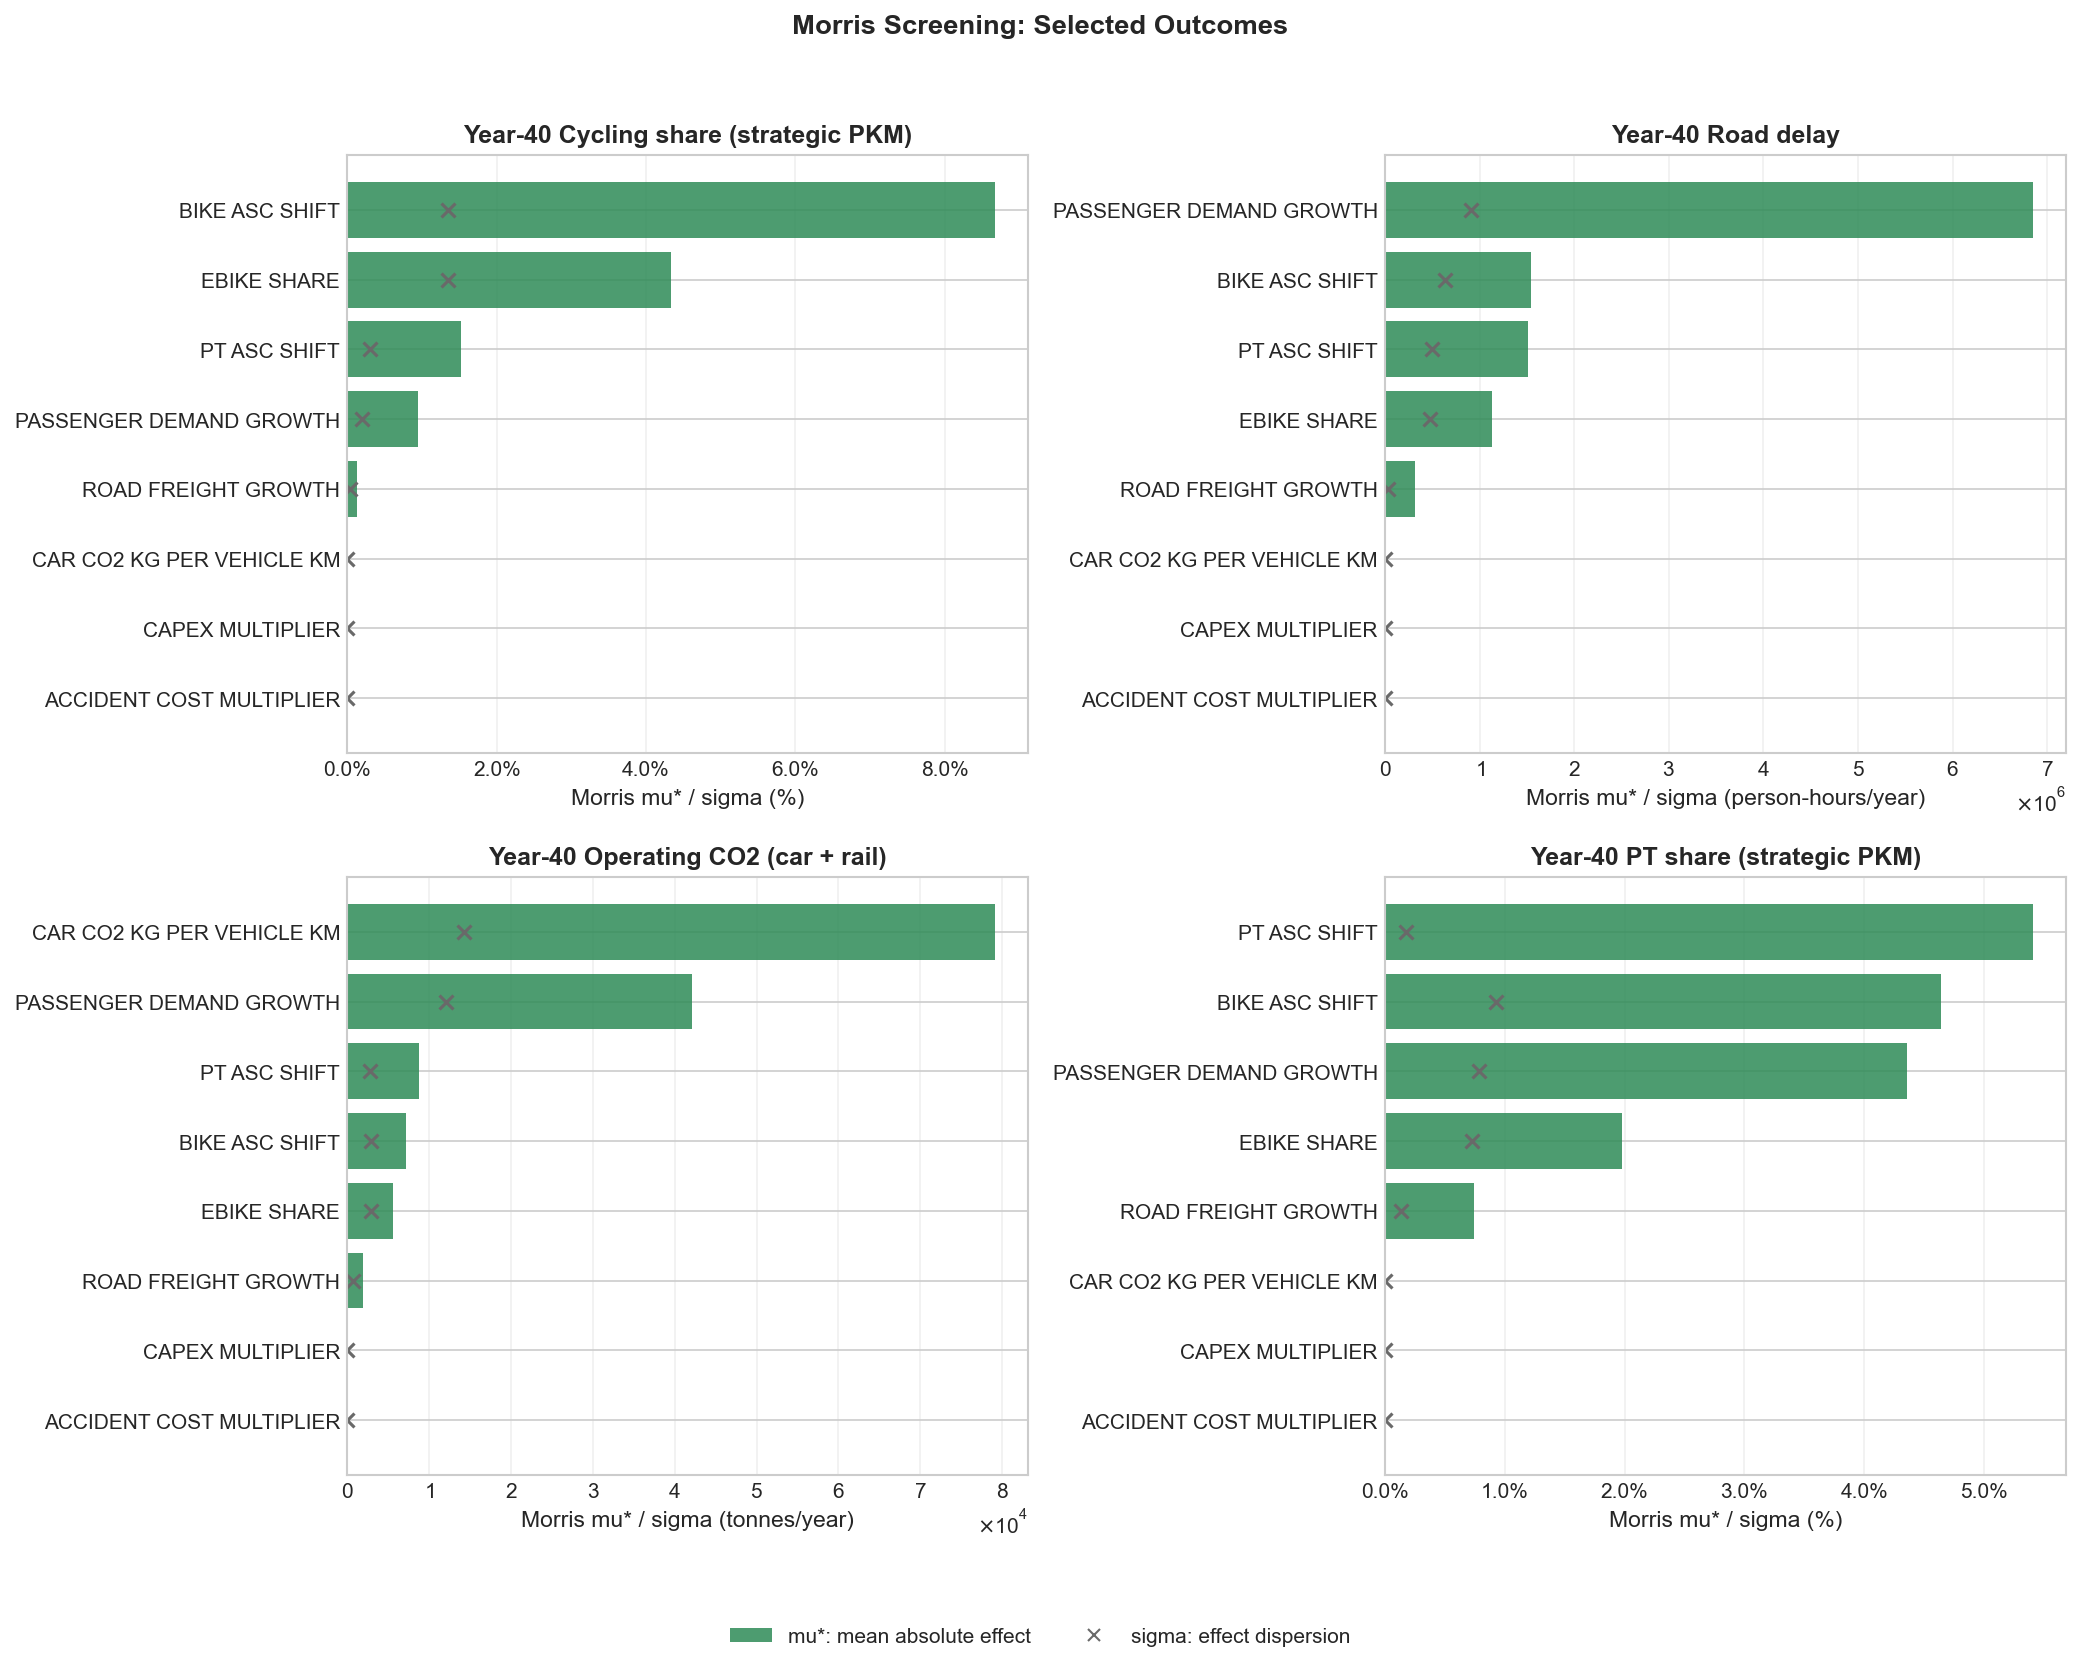 Morris Screening: Selected Outcomes
Year-40 Cycling share (strategic PKM)
BIKE ASC SHIFT
EBIKE SHARE
PT ASC SHIFT
PASSENGER DEMAND GROWTH
ROAD FREIGHT GROWTH
CAR CO2 KG PER VEHICLE KM
CAPEX MULTIPLIER
ACCIDENT COST MULTIPLIER
0.0% 2.0% 4.0% 6.0% 8.0%
Morris mu* / sigma (%)
Year-40 Road delay
PASSENGER DEMAND GROWTH
BIKE ASC SHIFT
PT ASC SHIFT
EBIKE SHARE
ROAD FREIGHT GROWTH
CAR CO2 KG PER VEHICLE KM
CAPEX MULTIPLIER
ACCIDENT COST MULTIPLIER
0 1 2 3 4 5 6 7
Morris mu* / sigma (person-hours/year)
×10⁶
Year-40 Operating CO2 (car + rail)
CAR CO2 KG PER VEHICLE KM
PASSENGER DEMAND GROWTH
PT ASC SHIFT
BIKE ASC SHIFT
EBIKE SHARE
ROAD FREIGHT GROWTH
CAPEX MULTIPLIER
ACCIDENT COST MULTIPLIER
0 1 2 3 4 5 6 7 8
Morris mu* / sigma (tonnes/year)
×10⁴
Year-40 PT share (strategic PKM)
PT ASC SHIFT
BIKE ASC SHIFT
PASSENGER DEMAND GROWTH
EBIKE SHARE
ROAD FREIGHT GROWTH
CAR CO2 KG PER VEHICLE KM
CAPEX MULTIPLIER
ACCIDENT COST MULTIPLIER
0.0% 1.0% 2.0% 3.0% 4.0% 5.0%
Morris mu* / sigma (%)
mu*: mean absolute effect
sigma: effect dispersion